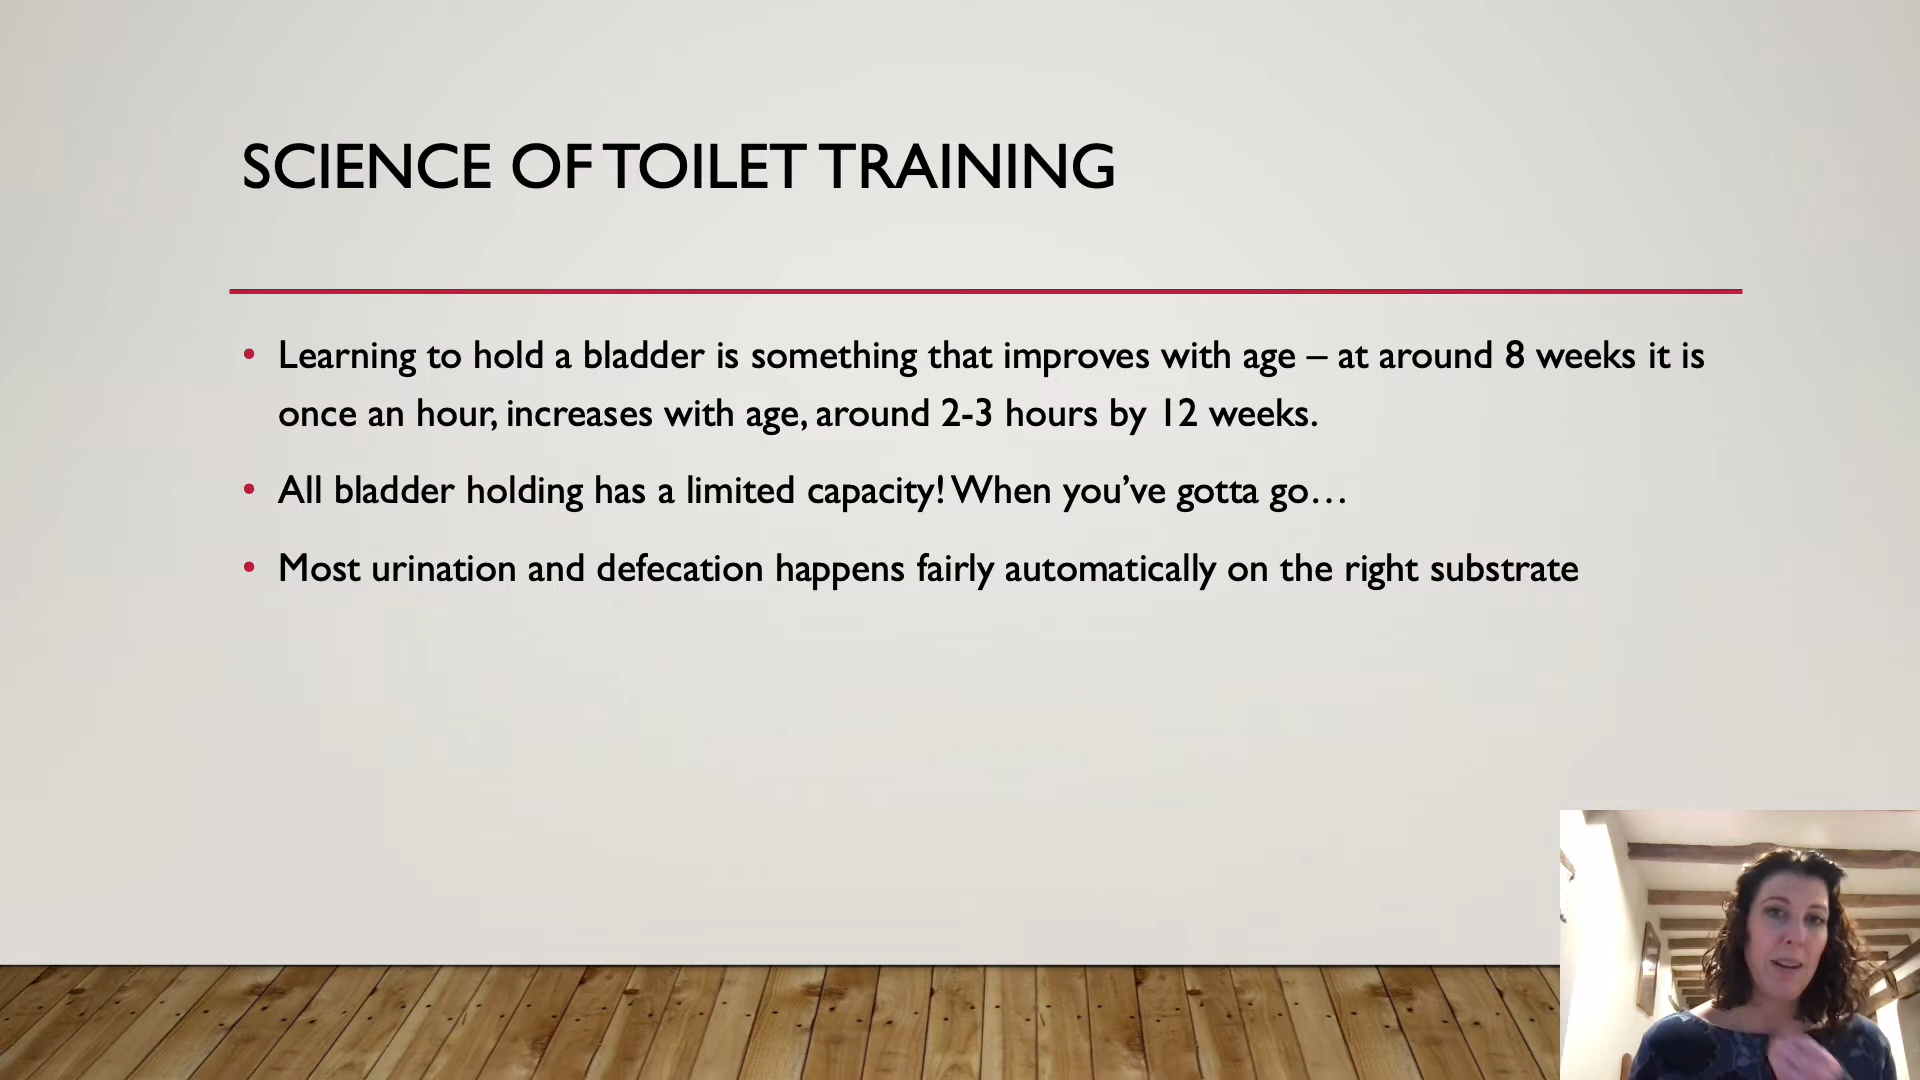 SCIENCE OF TOILET TRAINING
• Learning to hold a bladder is something that improves with age – at around 8 weeks it is
once an hour, increases with age, around 2-3 hours by 12 weeks.
• All bladder holding has a limited capacity! When you’ve gotta go…
• Most urination and defecation happens fairly automatically on the right substrate